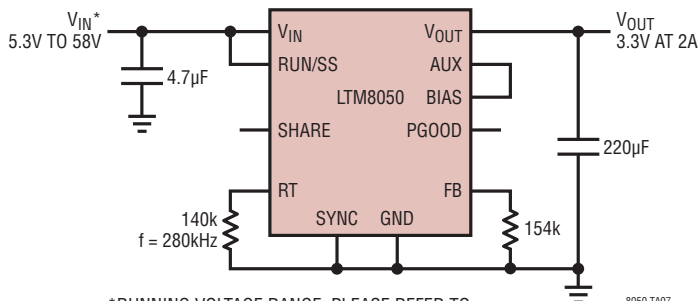 VIN*
5.3V TO 58V
VOUT
3.3V AT 2A
VIN
VOUT
RUN/SS
AUX
4.7µF
LTM8050
BIAS
SHARE
PGOOD
220µF
RT
FB
140k
f = 280kHz
SYNC
GND
154k
*RUNNING VOLTAGE RANGE. PLEASE REFER TO
8050 TA07